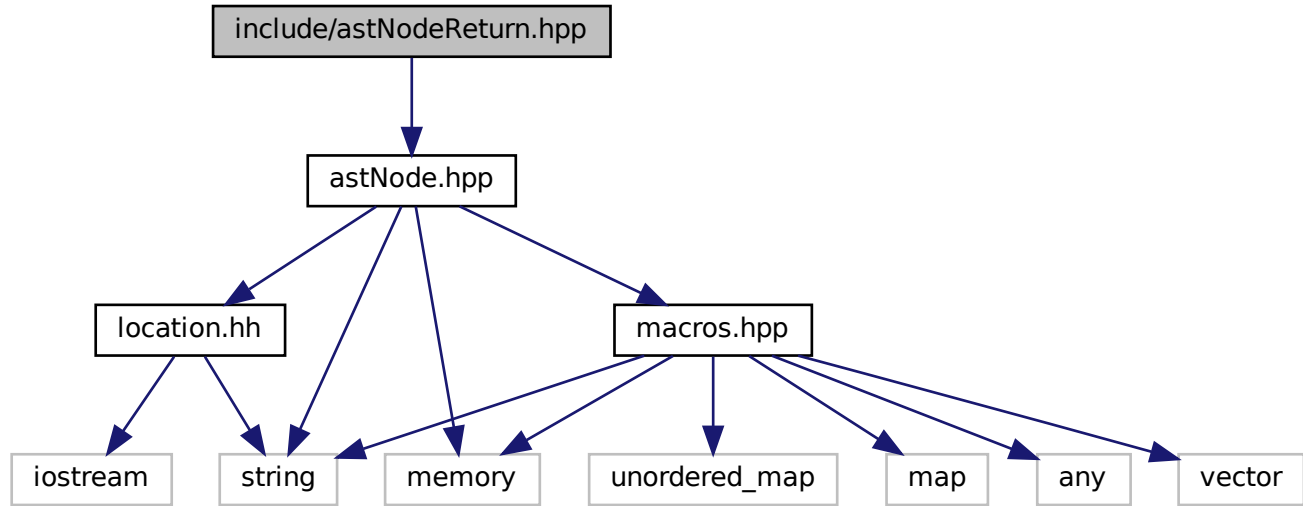 include/astNodeReturn.hpp
astNode.hpp
location.hh
macros.hpp
iostream
string
memory
unordered_map
map
any
vector